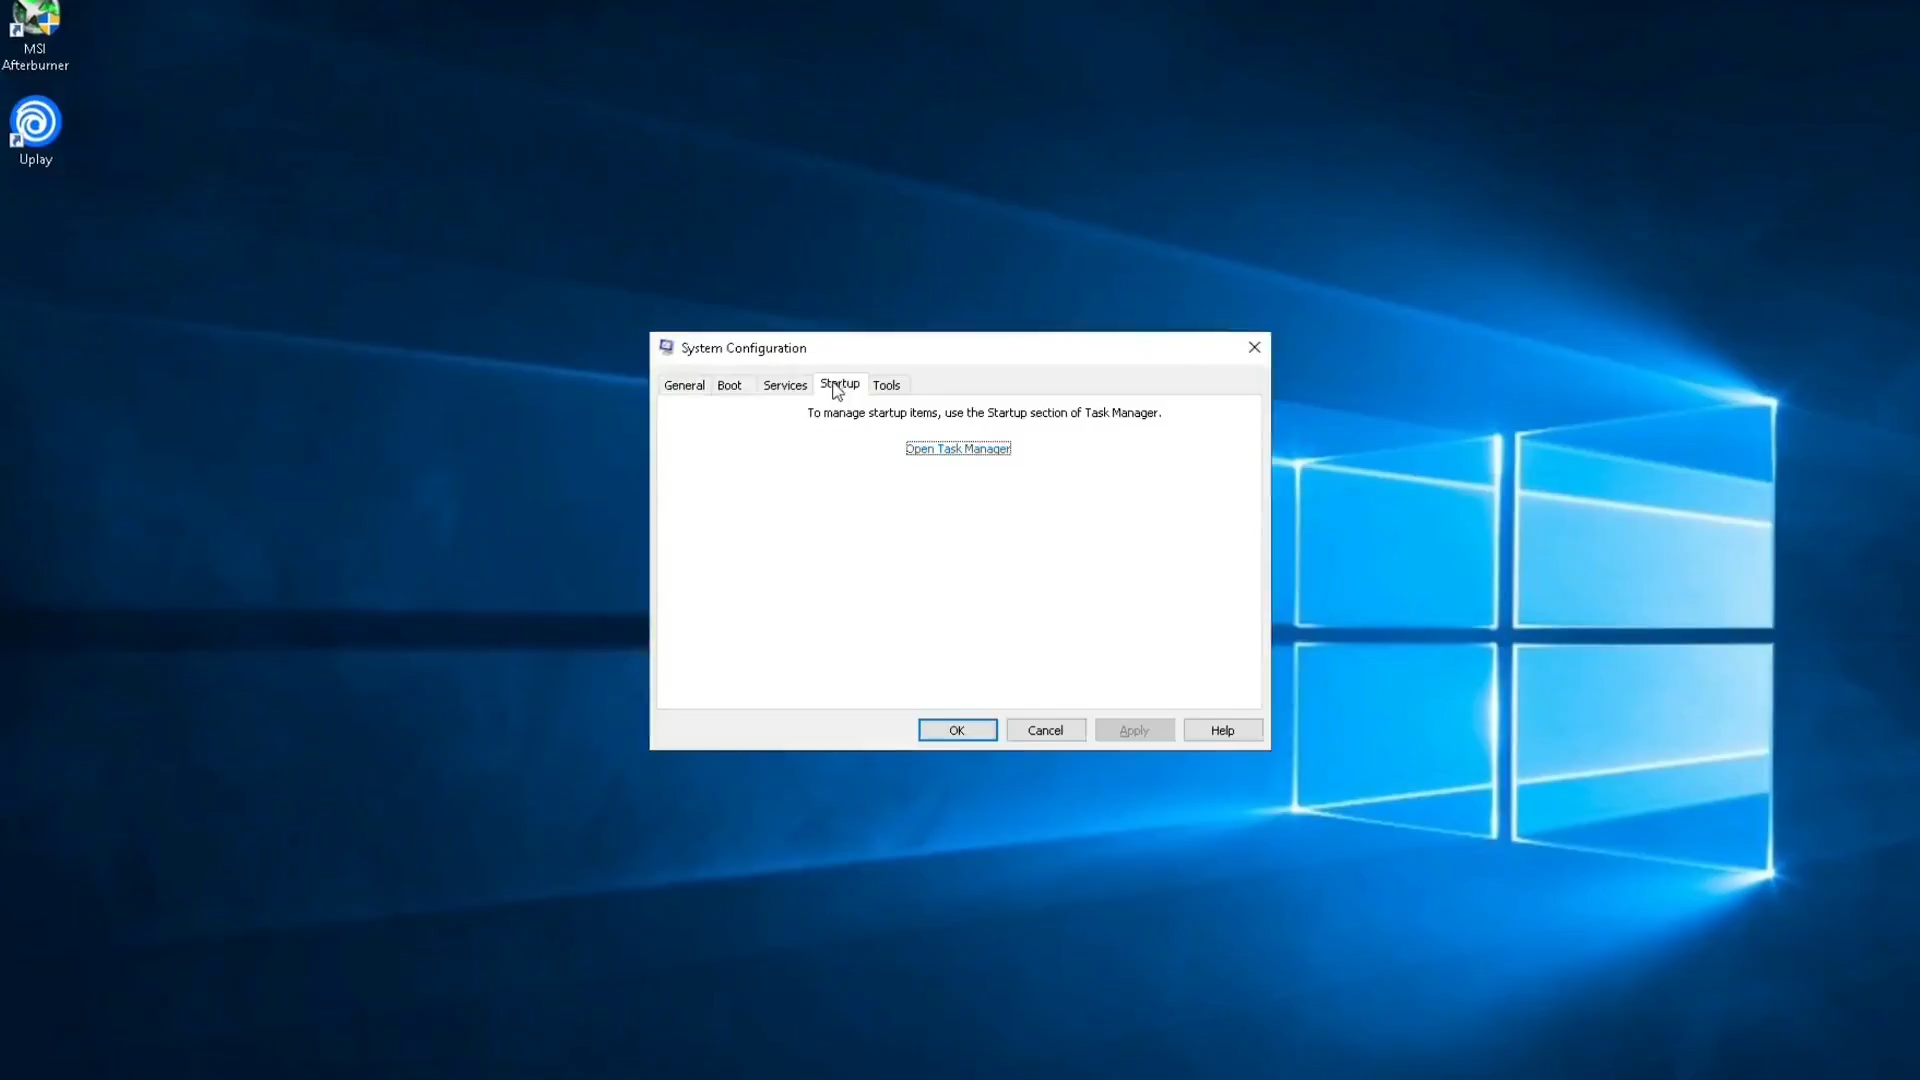 MSI
Afterburner
Uplay
System Configuration
General Boot Services Startup Tools
To manage startup items, use the Startup section of Task Manager.
Open Task Manager
OK Cancel Apply Help